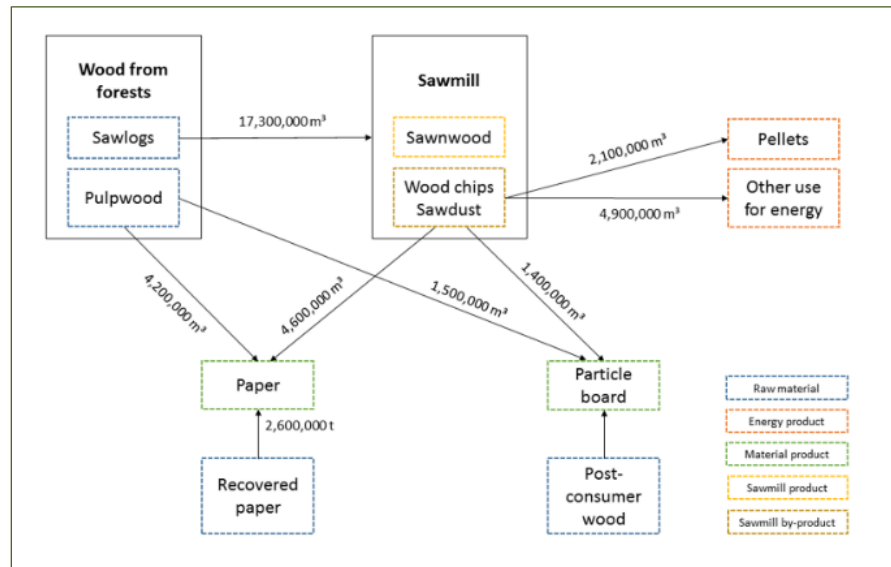 Wood from
forests
Sawmill
17,300,000 m³
Sawlogs
Sawnwood
2,100,000 m³
Pellets
Pulpwood
Wood chips
Sawdust
4,900,000 m³
Other use
for energy
4,200,000 m³
4,600,000 m³
1,500,000 m³
1,400,000 m³
Paper
Particle
board
2,600,000 t
Recovered
paper
Post-
consumer
wood
Raw material
Energy product
Material product
Sawmill product
Sawmill by-product